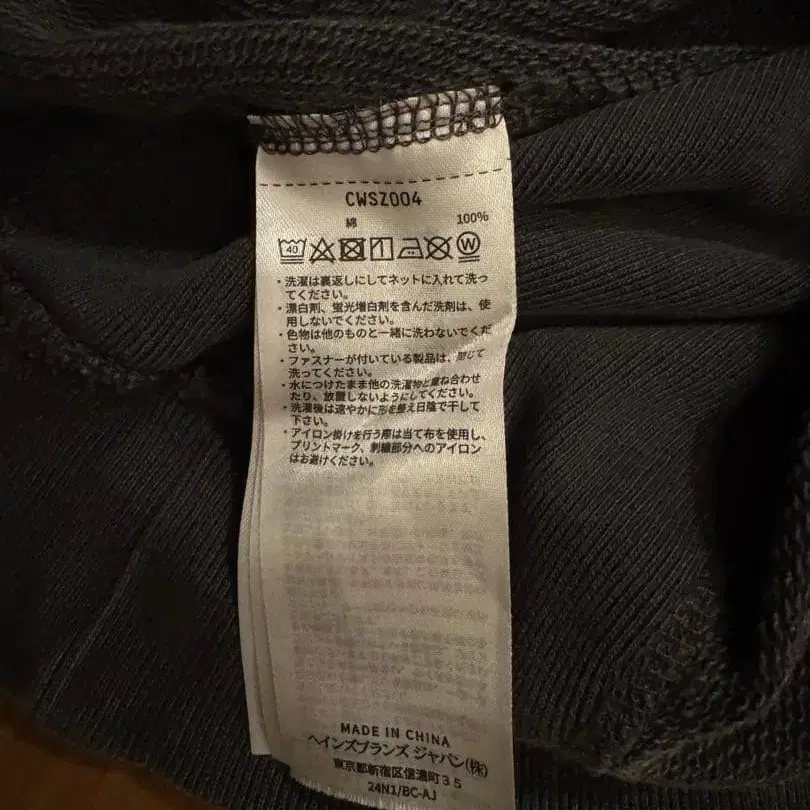 CWSZ004
綿 100%
40 W
・洗濯は裏返しにしてネットに入れて洗っ
てください。
・漂白剤、蛍光増白剤を含んだ洗剤は、使
用しないでください。
・色物は他のものと一緒に洗わないでくだ
さい。
・ファスナーが付いている製品は、閉じて
洗ってください。
・水につけたまま他の洗濯物と重ね合わせ
たり、放置しないようにしてください。
・洗濯後は速やかに形を整え日陰で干して
下さい。
・アイロン掛けを行う際は当て布を使用し、
プリントマーク、刺繍部分へのアイロン
はお避けください。
MADE IN CHINA
ヘインズブランズ ジャパン(株)
東京都新宿区信濃町35
24N1/BC-AJ